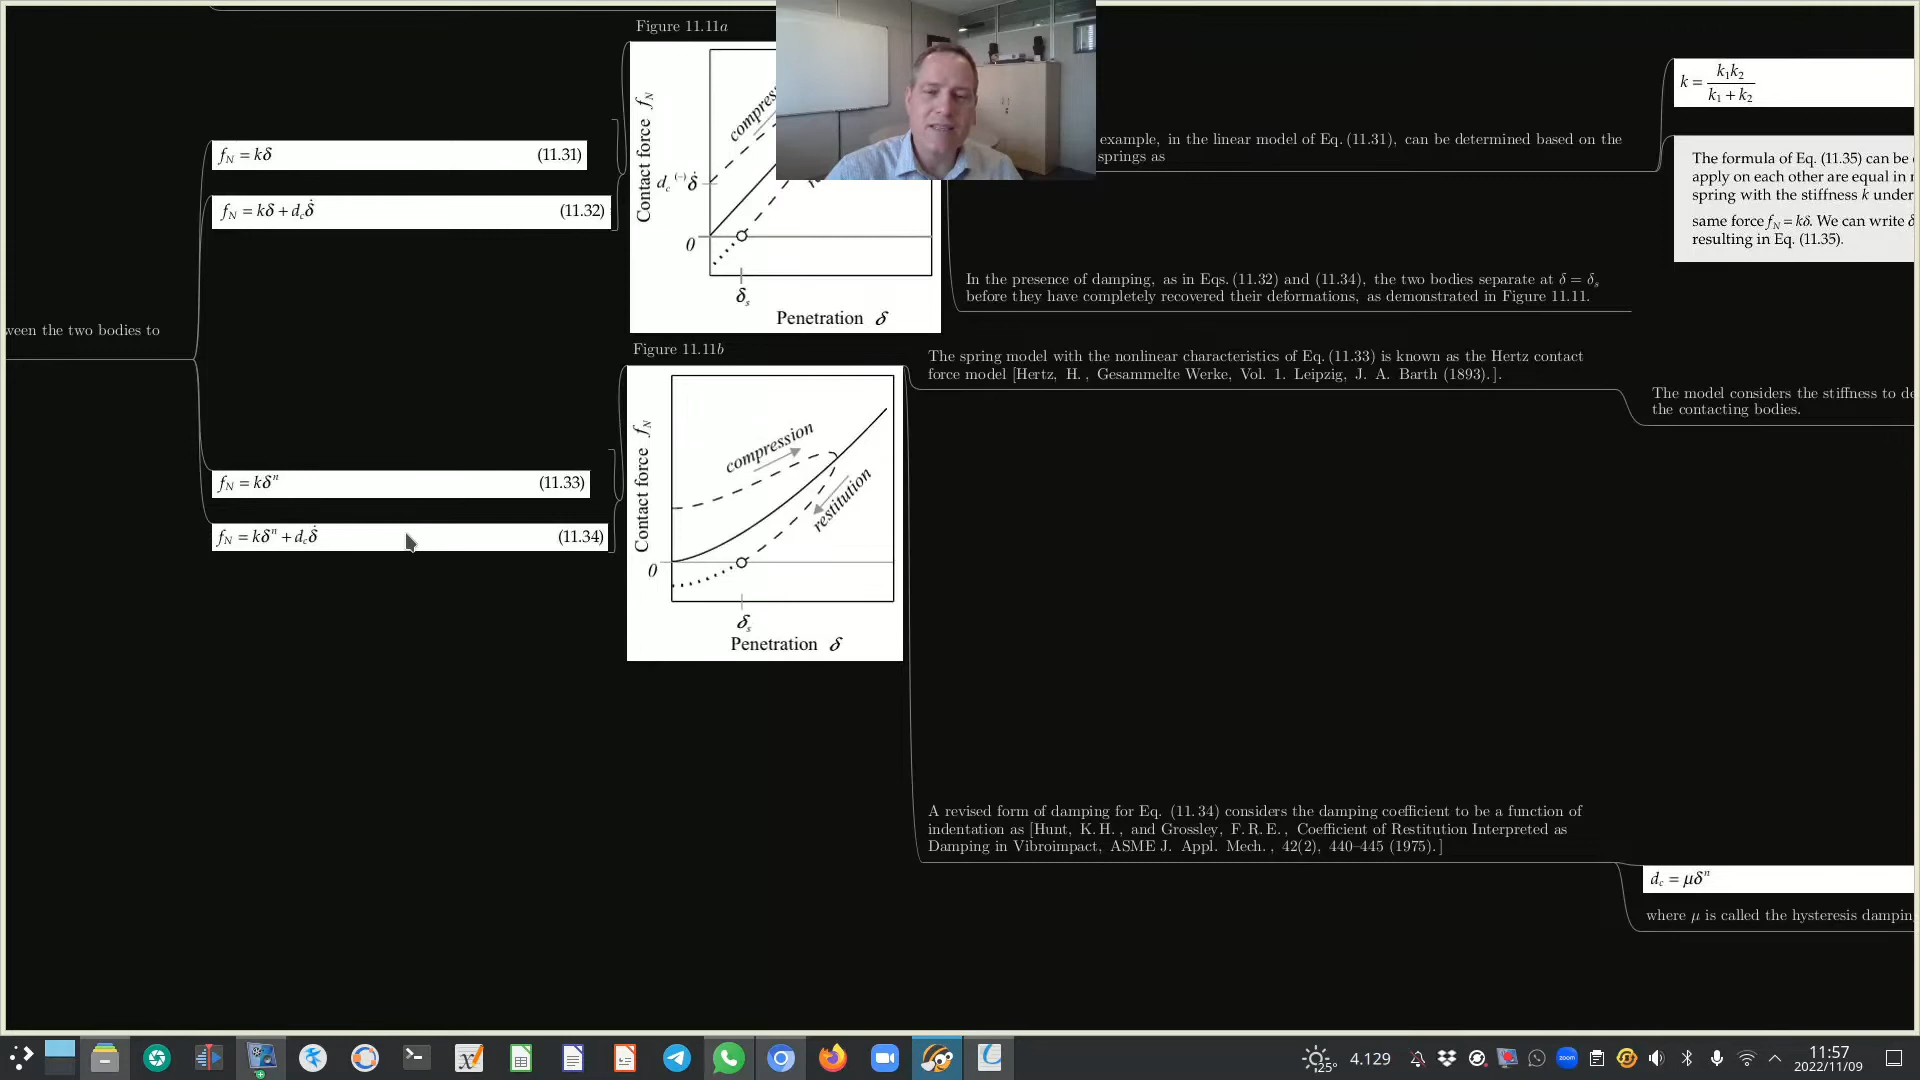 Figure 11.11a
f_N = kδ (11.31)
f_N = kδ + d_c δ̇ (11.32)
ween the two bodies to
f_N = kδⁿ (11.33)
f_N = kδⁿ + d_c δ̇ (11.34)
Contact force f_N
d_c ⁽⁻⁾δ̇
0
δ_s
Penetration δ
example, in the linear model of Eq. (11.31), can be determined based on the
springs as
k = k₁k₂ / k₁ + k₂
The formula of Eq. (11.35) can be
apply on each other are equal in
spring with the stiffness k under
same force f_N = kδ. We can write δ
resulting in Eq. (11.35).
In the presence of damping, as in Eqs. (11.32) and (11.34), the two bodies separate at δ = δ_s
before they have completely recovered their deformations, as demonstrated in Figure 11.11.
Figure 11.11b
Contact force f_N
compression
restitution
0
δ_s
Penetration δ
The spring model with the nonlinear characteristics of Eq. (11.33) is known as the Hertz contact
force model [Hertz, H., Gesammelte Werke, Vol. 1. Leipzig, J. A. Barth (1893).].
The model considers the stiffness to
the contacting bodies.
A revised form of damping for Eq. (11.34) considers the damping coefficient to be a function of
indentation as [Hunt, K.H., and Grossley, F.R.E., Coefficient of Restitution Interpreted as
Damping in Vibroimpact, ASME J. Appl. Mech., 42(2), 440–445 (1975).]
d_c = μδⁿ
where μ is called the hysteresis dampin
25°
4.129
zoom
11:57
2022/11/09